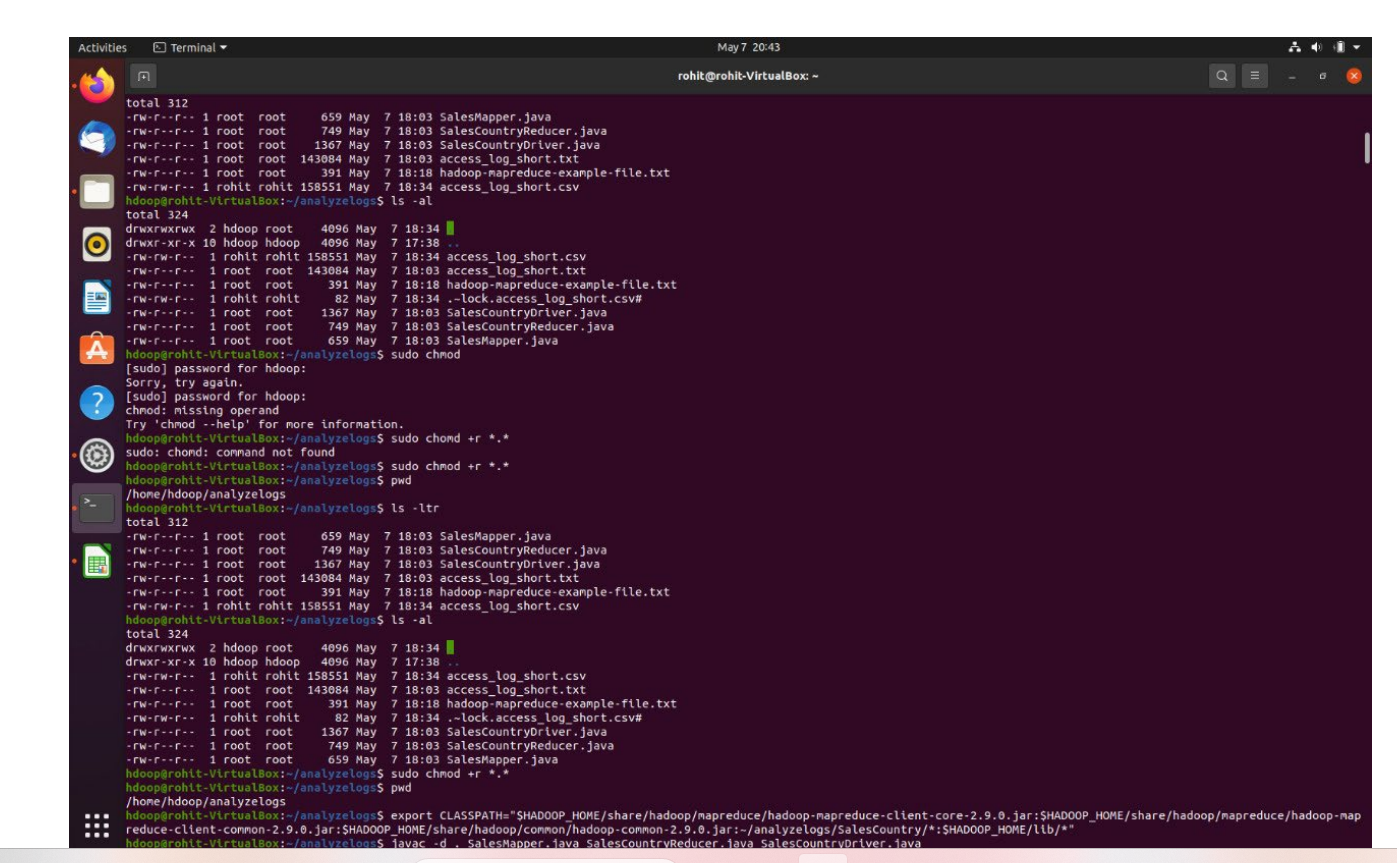 Activities Terminal May 7 20:43
rohit@rohit-VirtualBox: ~
total 312
-rw-r--r-- 1 root root 659 May 7 18:03 SalesMapper.java
-rw-r--r-- 1 root root 749 May 7 18:03 SalesCountryReducer.java
-rw-r--r-- 1 root root 1367 May 7 18:03 SalesCountryDriver.java
-rw-r--r-- 1 root root 143084 May 7 18:03 access_log_short.txt
-rw-r--r-- 1 root root 391 May 7 18:18 hadoop-mapreduce-example-file.txt
-rw-rw-r-- 1 rohit rohit 158551 May 7 18:34 access_log_short.csv
hdoop@rohit-VirtualBox:~/analyzelogs$ ls -al
total 324
drwxrwxrwx 2 hdoop root 4096 May 7 18:34 .
drwxr-xr-x 10 hdoop hdoop 4096 May 7 17:38 ..
-rw-rw-r-- 1 rohit rohit 158551 May 7 18:34 access_log_short.csv
-rw-r--r-- 1 root root 143084 May 7 18:03 access_log_short.txt
-rw-r--r-- 1 root root 391 May 7 18:18 hadoop-mapreduce-example-file.txt
-rw-rw-r-- 1 rohit rohit 82 May 7 18:34 .~lock.access_log_short.csv#
-rw-r--r-- 1 root root 1367 May 7 18:03 SalesCountryDriver.java
-rw-r--r-- 1 root root 749 May 7 18:03 SalesCountryReducer.java
-rw-r--r-- 1 root root 659 May 7 18:03 SalesMapper.java
hdoop@rohit-VirtualBox:~/analyzelogs$ sudo chmod
[sudo] password for hdoop:
Sorry, try again.
[sudo] password for hdoop:
chmod: missing operand
Try 'chmod --help' for more information.
hdoop@rohit-VirtualBox:~/analyzelogs$ sudo chomd +r *.*
sudo: chomd: command not found
hdoop@rohit-VirtualBox:~/analyzelogs$ sudo chmod +r *.*
hdoop@rohit-VirtualBox:~/analyzelogs$ pwd
/home/hdoop/analyzelogs
hdoop@rohit-VirtualBox:~/analyzelogs$ ls -ltr
total 312
-rw-r--r-- 1 root root 659 May 7 18:03 SalesMapper.java
-rw-r--r-- 1 root root 749 May 7 18:03 SalesCountryReducer.java
-rw-r--r-- 1 root root 1367 May 7 18:03 SalesCountryDriver.java
-rw-r--r-- 1 root root 143084 May 7 18:03 access_log_short.txt
-rw-r--r-- 1 root root 391 May 7 18:18 hadoop-mapreduce-example-file.txt
-rw-rw-r-- 1 rohit rohit 158551 May 7 18:34 access_log_short.csv
hdoop@rohit-VirtualBox:~/analyzelogs$ ls -al
total 324
drwxrwxrwx 2 hdoop root 4096 May 7 18:34 .
drwxr-xr-x 10 hdoop hdoop 4096 May 7 17:38 ..
-rw-rw-r-- 1 rohit rohit 158551 May 7 18:34 access_log_short.csv
-rw-r--r-- 1 root root 143084 May 7 18:03 access_log_short.txt
-rw-r--r-- 1 root root 391 May 7 18:18 hadoop-mapreduce-example-file.txt
-rw-rw-r-- 1 rohit rohit 82 May 7 18:34 .~lock.access_log_short.csv#
-rw-r--r-- 1 root root 1367 May 7 18:03 SalesCountryDriver.java
-rw-r--r-- 1 root root 749 May 7 18:03 SalesCountryReducer.java
-rw-r--r-- 1 root root 659 May 7 18:03 SalesMapper.java
hdoop@rohit-VirtualBox:~/analyzelogs$ sudo chmod +r *.*
hdoop@rohit-VirtualBox:~/analyzelogs$ pwd
/home/hdoop/analyzelogs
hdoop@rohit-VirtualBox:~/analyzelogs$ export CLASSPATH="$HADOOP_HOME/share/hadoop/mapreduce/hadoop-mapreduce-client-core-2.9.0.jar:$HADOOP_HOME/share/hadoop/mapreduce/hadoop-map
reduce-client-common-2.9.0.jar:$HADOOP_HOME/share/hadoop/common/hadoop-common-2.9.0.jar:~/analyzelogs/SalesCountry/*:$HADOOP_HOME/lib/*"
hdoop@rohit-VirtualBox:~/analyzelogs$ javac -d . SalesMapper.java SalesCountryReducer.java SalesCountryDriver.java